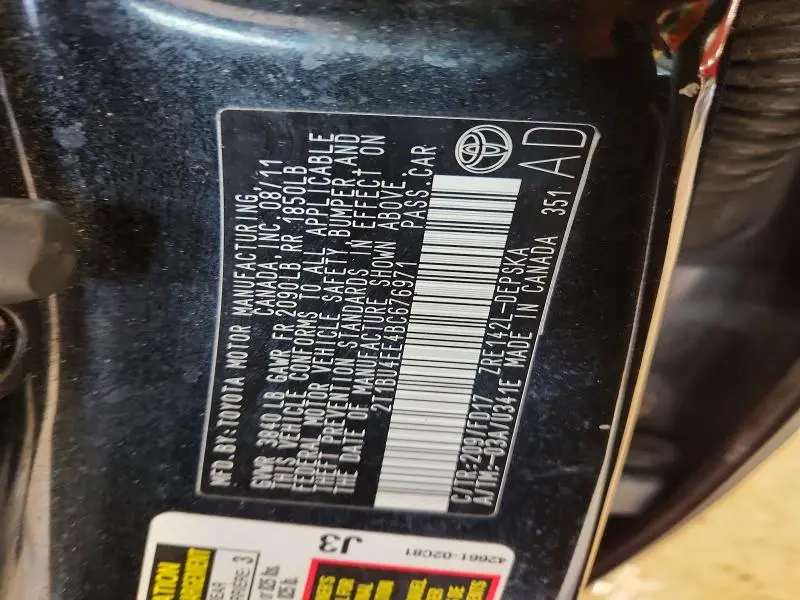 MFD.BY:TOYOTA MOTOR MANUFACTURING,
CANADA, INC. 08/11
GVWR 3840 LB GAWR FR 2090LB RR 1850LB
THIS VEHICLE CONFORMS TO ALL APPLICABLE
FEDERAL MOTOR VEHICLE SAFETY, BUMPER, AND
THEFT PREVENTION STANDARDS IN EFFECT ON
THE DATE OF MANUFACTURE SHOWN ABOVE.
2T1BU4EE4BC676971 PASS.CAR
C/TR:209/FD17 ZRE142L-DEPSKA
A/TM:-03A/U341E MADE IN CANADA 351
AD
J3
42661-02C81
3